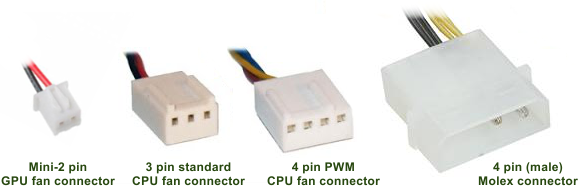 Mini-2 pin
GPU fan connector
3 pin standard
CPU fan connector
4 pin PWM
CPU fan connector
4 pin (male)
Molex connector